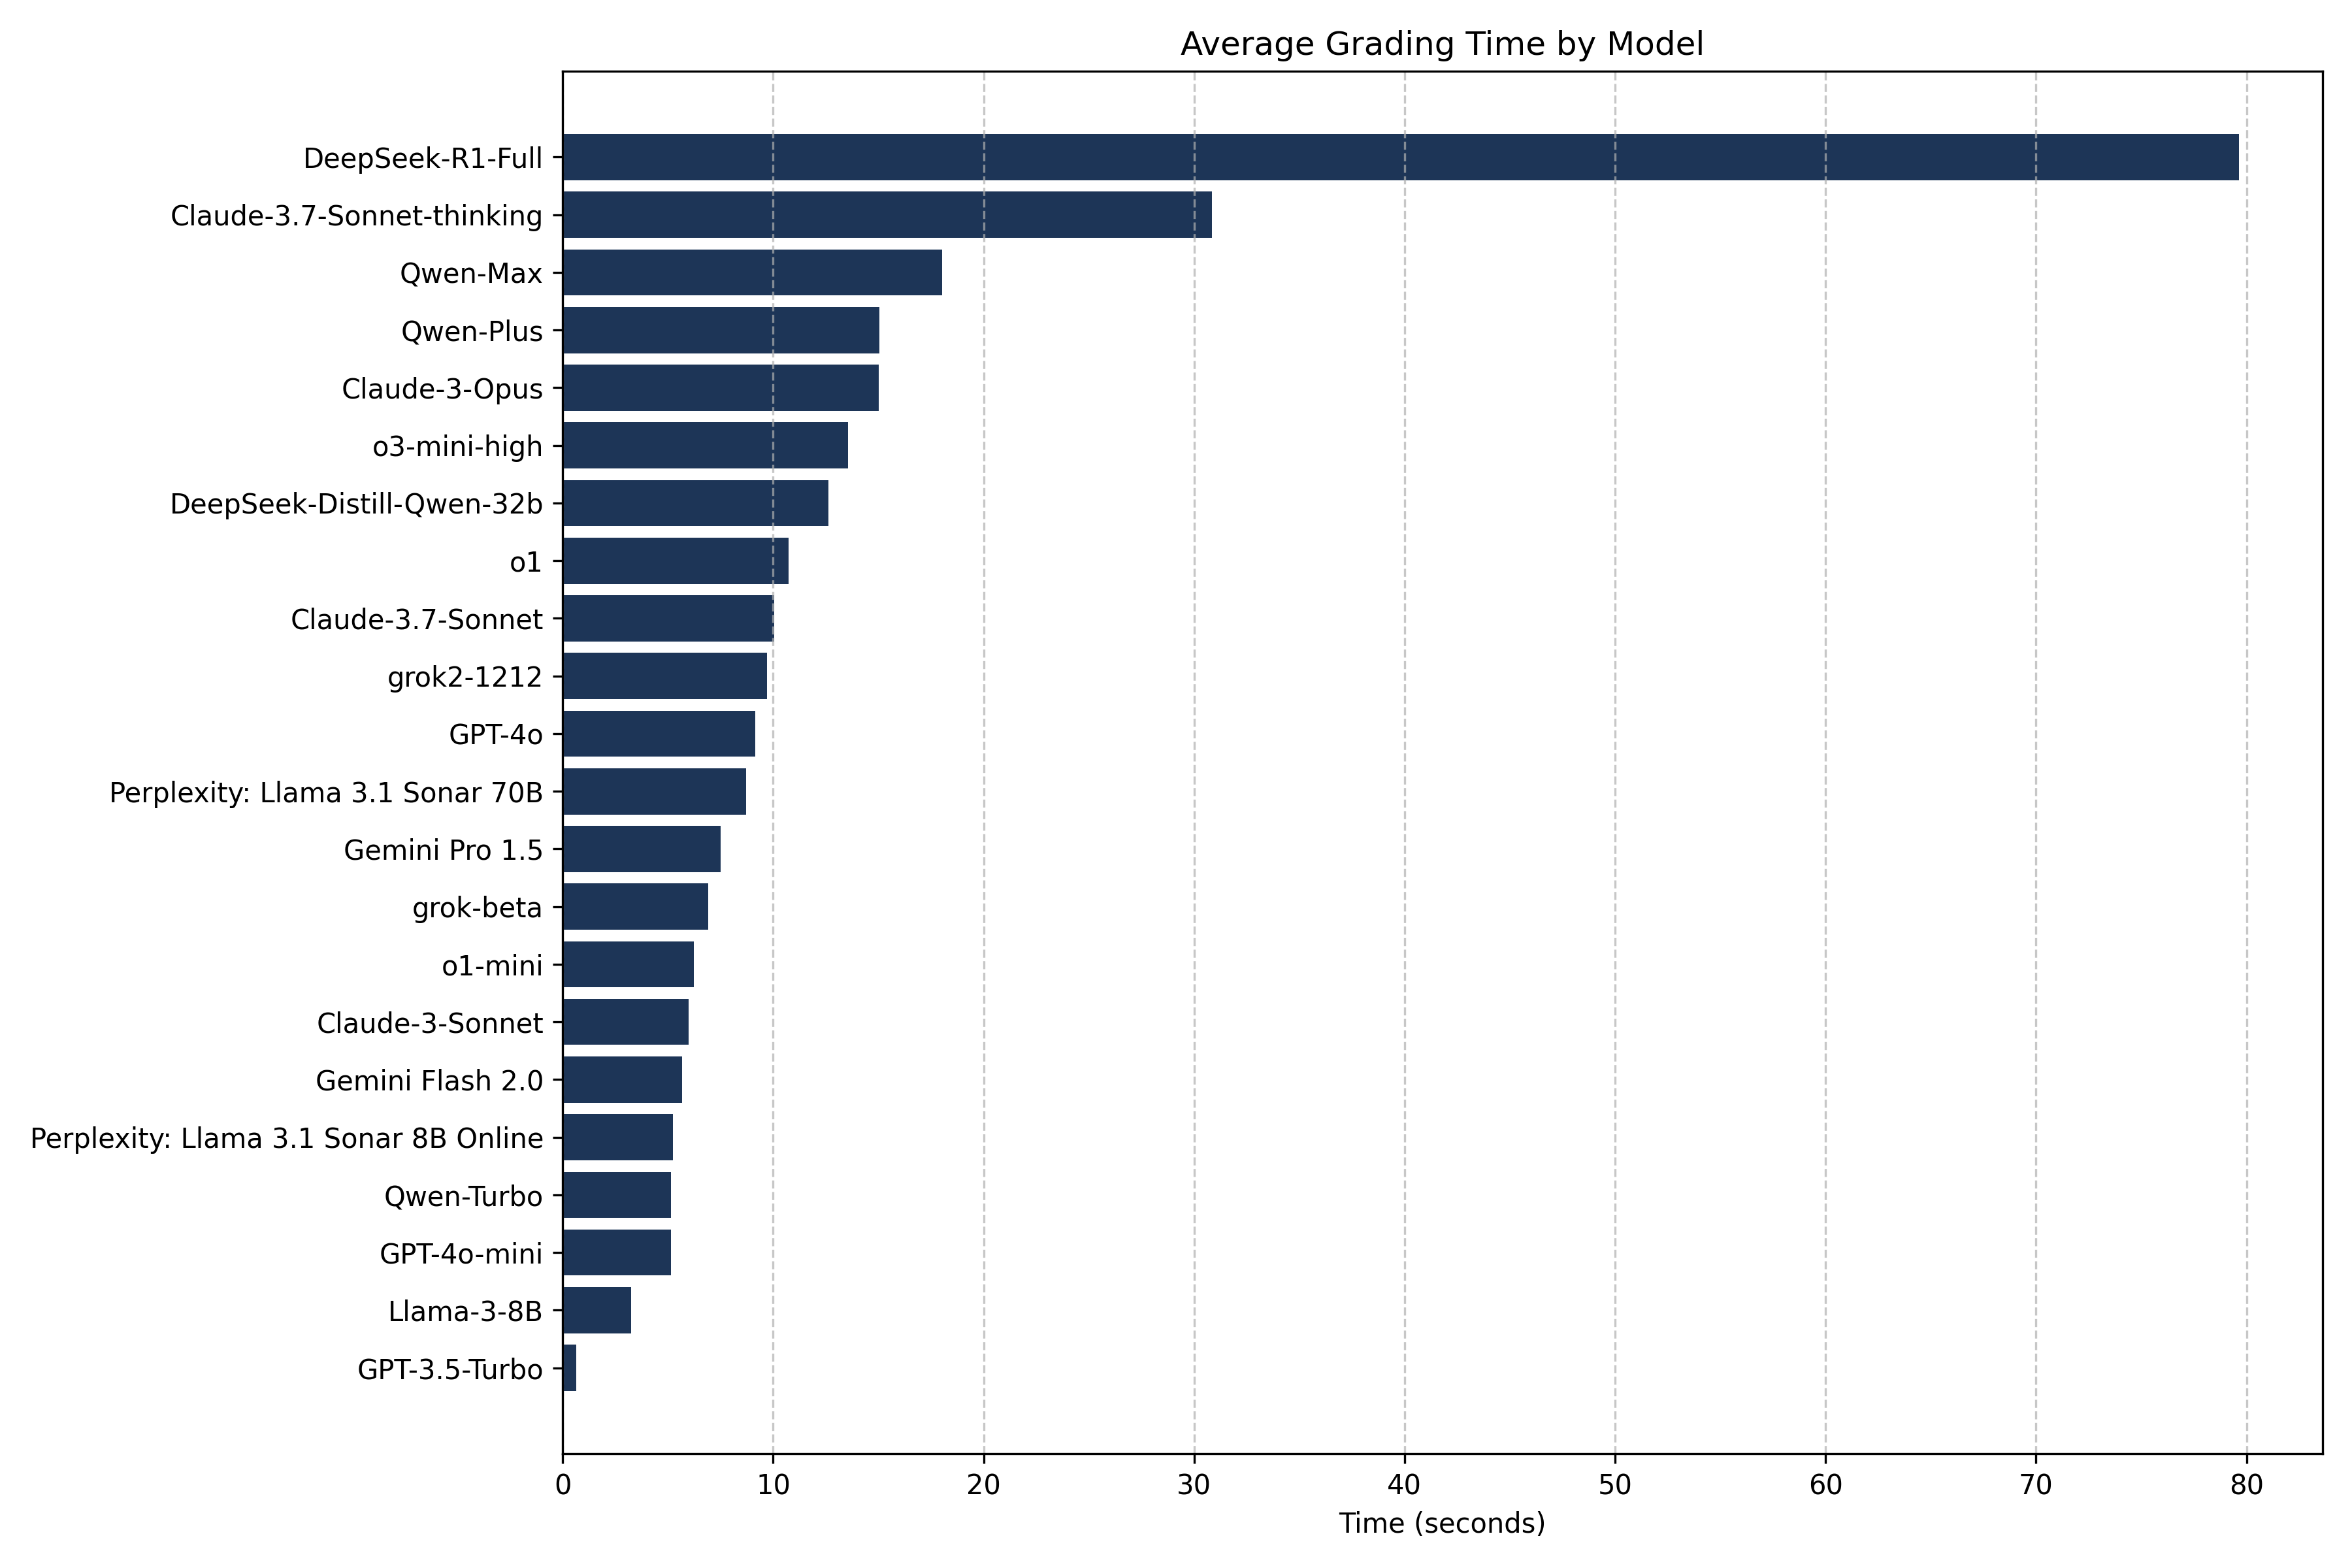 Average Grading Time by Model
DeepSeek-R1-Full
Claude-3.7-Sonnet-thinking
Qwen-Max
Qwen-Plus
Claude-3-Opus
o3-mini-high
DeepSeek-Distill-Qwen-32b
o1
Claude-3.7-Sonnet
grok2-1212
GPT-4o
Perplexity: Llama 3.1 Sonar 70B
Gemini Pro 1.5
grok-beta
o1-mini
Claude-3-Sonnet
Gemini Flash 2.0
Perplexity: Llama 3.1 Sonar 8B Online
Qwen-Turbo
GPT-4o-mini
Llama-3-8B
GPT-3.5-Turbo
0 10 20 30 40 50 60 70 80
Time (seconds)